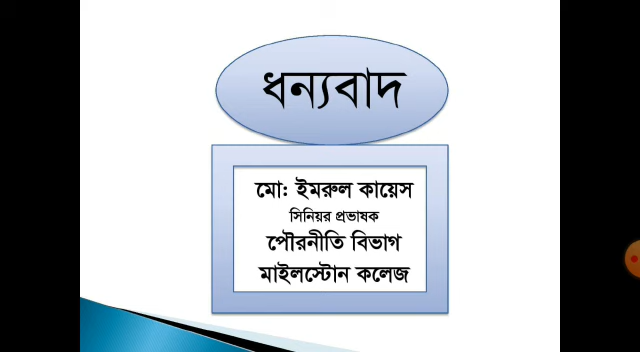 ধন্যবাদ
মো: ইমরুল কায়েস
সিনিয়র প্রভাষক
পৌরনীতি বিভাগ
মাইলস্টোন কলেজ